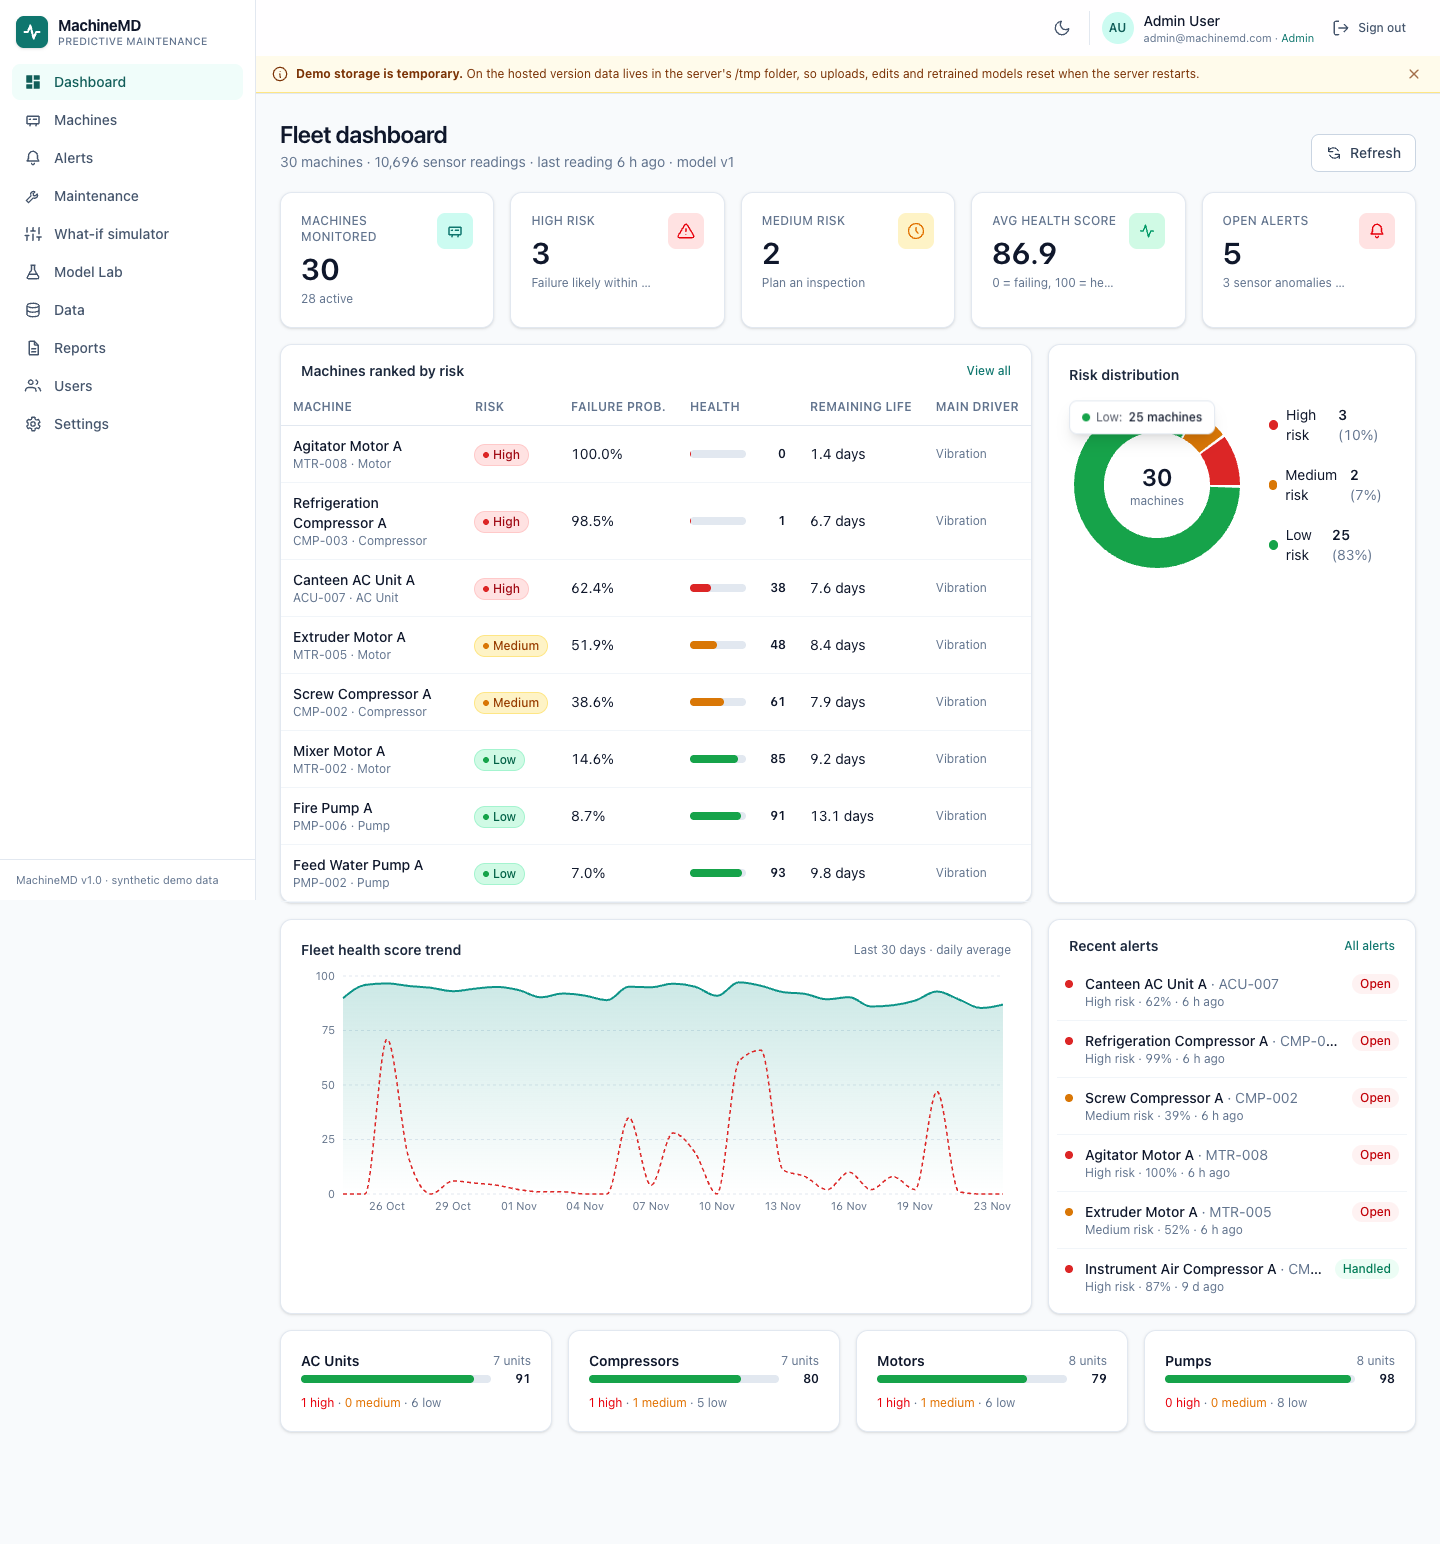 MachineMD
PREDICTIVE MAINTENANCE
Dashboard
Machines
Alerts
Maintenance
What-if simulator
Model Lab
Data
Reports
Users
Settings
MachineMD v1.0 · synthetic demo data
AU
Admin User
admin@machinemd.com · Admin
Sign out
Demo storage is temporary. On the hosted version data lives in the server's /tmp folder, so uploads, edits and retrained models reset when the server restarts.
Fleet dashboard
30 machines · 10,696 sensor readings · last reading 6 h ago · model v1
Refresh
MACHINES
MONITORED
30
28 active
HIGH RISK
3
Failure likely within ...
MEDIUM RISK
2
Plan an inspection
AVG HEALTH SCORE
86.9
0 = failing, 100 = he...
OPEN ALERTS
5
3 sensor anomalies ...
Machines ranked by risk
View all
MACHINE RISK FAILURE PROB. HEALTH REMAINING LIFE MAIN DRIVER
Agitator Motor A
MTR-008 · Motor
High 100.0% 0 1.4 days Vibration
Refrigeration
Compressor A
CMP-003 · Compressor
High 98.5% 1 6.7 days Vibration
Canteen AC Unit A
ACU-007 · AC Unit
High 62.4% 38 7.6 days Vibration
Extruder Motor A
MTR-005 · Motor
Medium 51.9% 48 8.4 days Vibration
Screw Compressor A
CMP-002 · Compressor
Medium 38.6% 61 7.9 days Vibration
Mixer Motor A
MTR-002 · Motor
Low 14.6% 85 9.2 days Vibration
Fire Pump A
PMP-006 · Pump
Low 8.7% 91 13.1 days Vibration
Feed Water Pump A
PMP-002 · Pump
Low 7.0% 93 9.8 days Vibration
Risk distribution
Low: 25 machines
30
machines
High
risk
3
(10%)
Medium
risk
2
(7%)
Low
risk
25
(83%)
Fleet health score trend
Last 30 days · daily average
100
75
50
25
0
26 Oct 29 Oct 01 Nov 04 Nov 07 Nov 10 Nov 13 Nov 16 Nov 19 Nov 23 Nov
Recent alerts
All alerts
Canteen AC Unit A · ACU-007 Open
High risk · 62% · 6 h ago
Refrigeration Compressor A · CMP-0... Open
High risk · 99% · 6 h ago
Screw Compressor A · CMP-002 Open
Medium risk · 39% · 6 h ago
Agitator Motor A · MTR-008 Open
High risk · 100% · 6 h ago
Extruder Motor A · MTR-005 Open
Medium risk · 52% · 6 h ago
Instrument Air Compressor A · CM... Handled
High risk · 87% · 9 d ago
AC Units 7 units
91
1 high · 0 medium · 6 low
Compressors 7 units
80
1 high · 1 medium · 5 low
Motors 8 units
79
1 high · 1 medium · 6 low
Pumps 8 units
98
0 high · 0 medium · 8 low